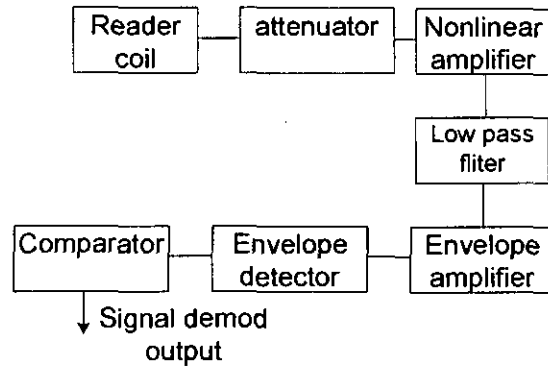 Reader
coil
attenuator
Nonlinear
amplifier
Low pass
fliter
Comparator
Envelope
detector
Envelope
amplifier
Signal demod
output